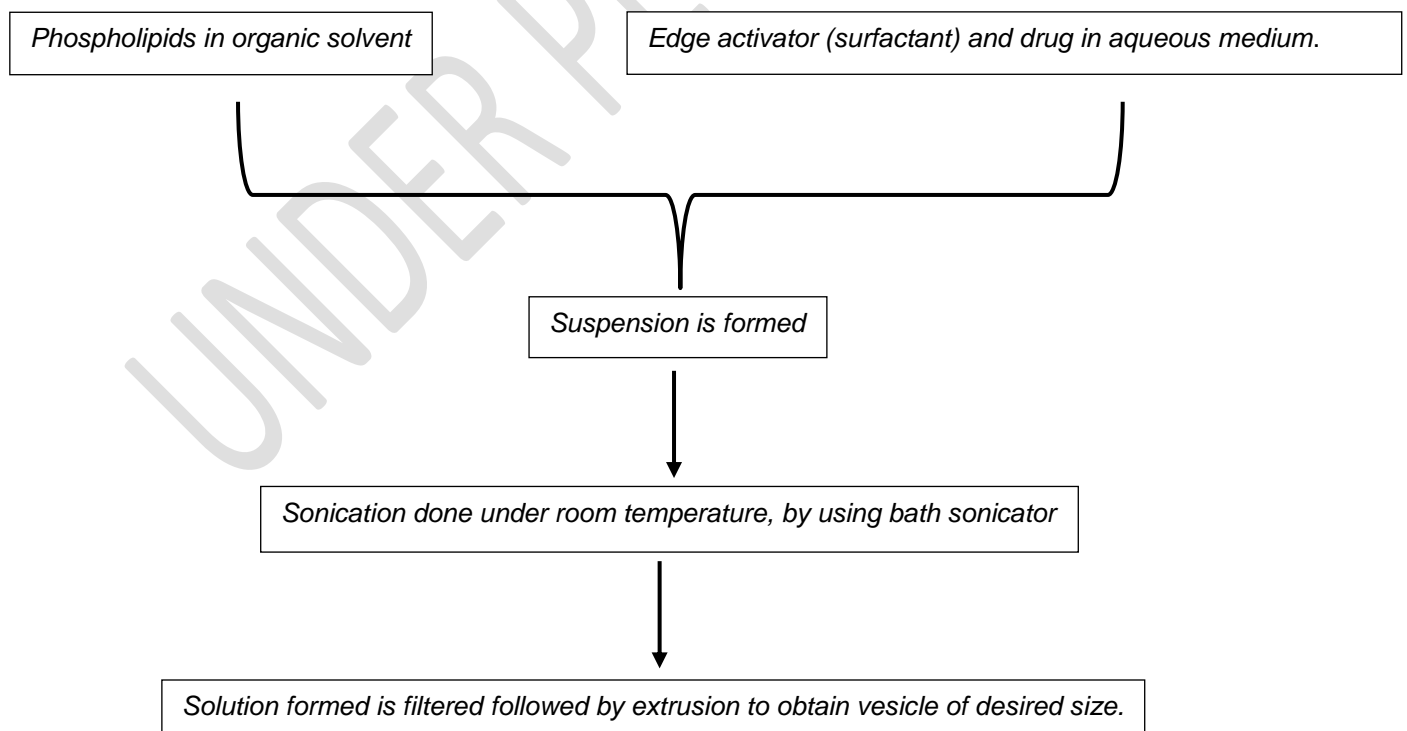 Phospholipids in organic solvent
Edge activator (surfactant) and drug in aqueous medium.
UNDER P
Suspension is formed
Sonication done under room temperature, by using bath sonicator
Solution formed is filtered followed by extrusion to obtain vesicle of desired size.